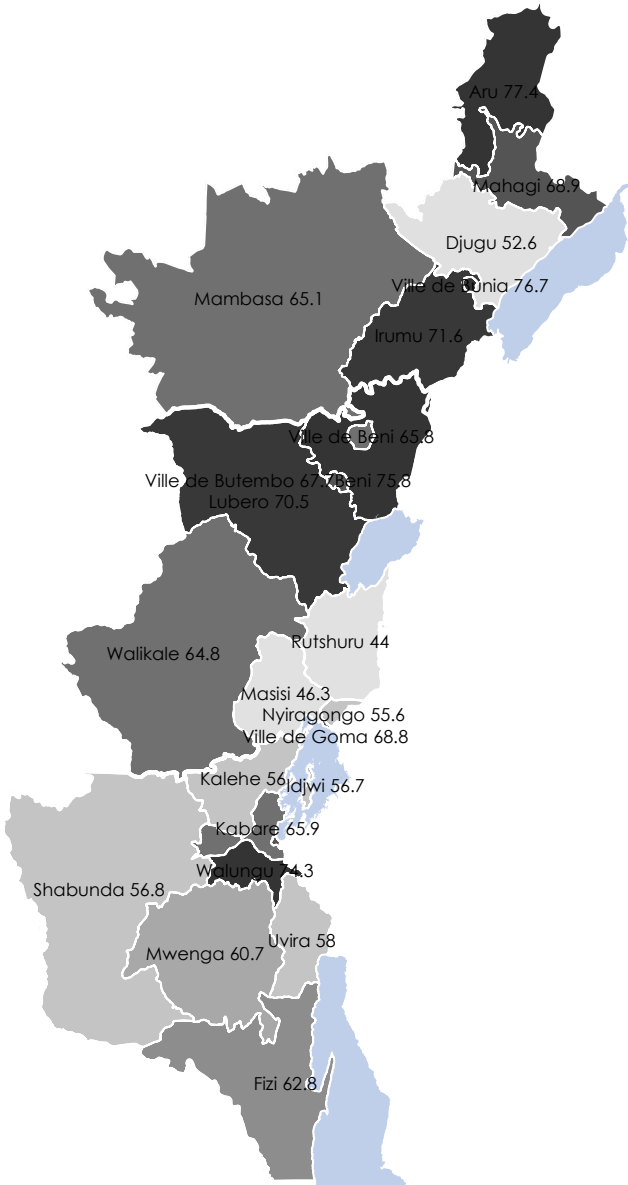 Aru 77.4
Mahagi 68.9
Djugu 52.6
Ville de Bunia 76.7
Mambasa 65.1
Irumu 71.6
Ville de Beni 65.8
Ville de Butembo 67.7
Beni 75.8
Lubero 70.5
Rutshuru 44
Walikale 64.8
Masisi 46.3
Nyiragongo 55.6
Ville de Goma 68.8
Kalehe 56
Idjwi 56.7
Kabare 65.9
Walungu 74.3
Shabunda 56.8
Uvira 58
Mwenga 60.7
Fizi 62.8